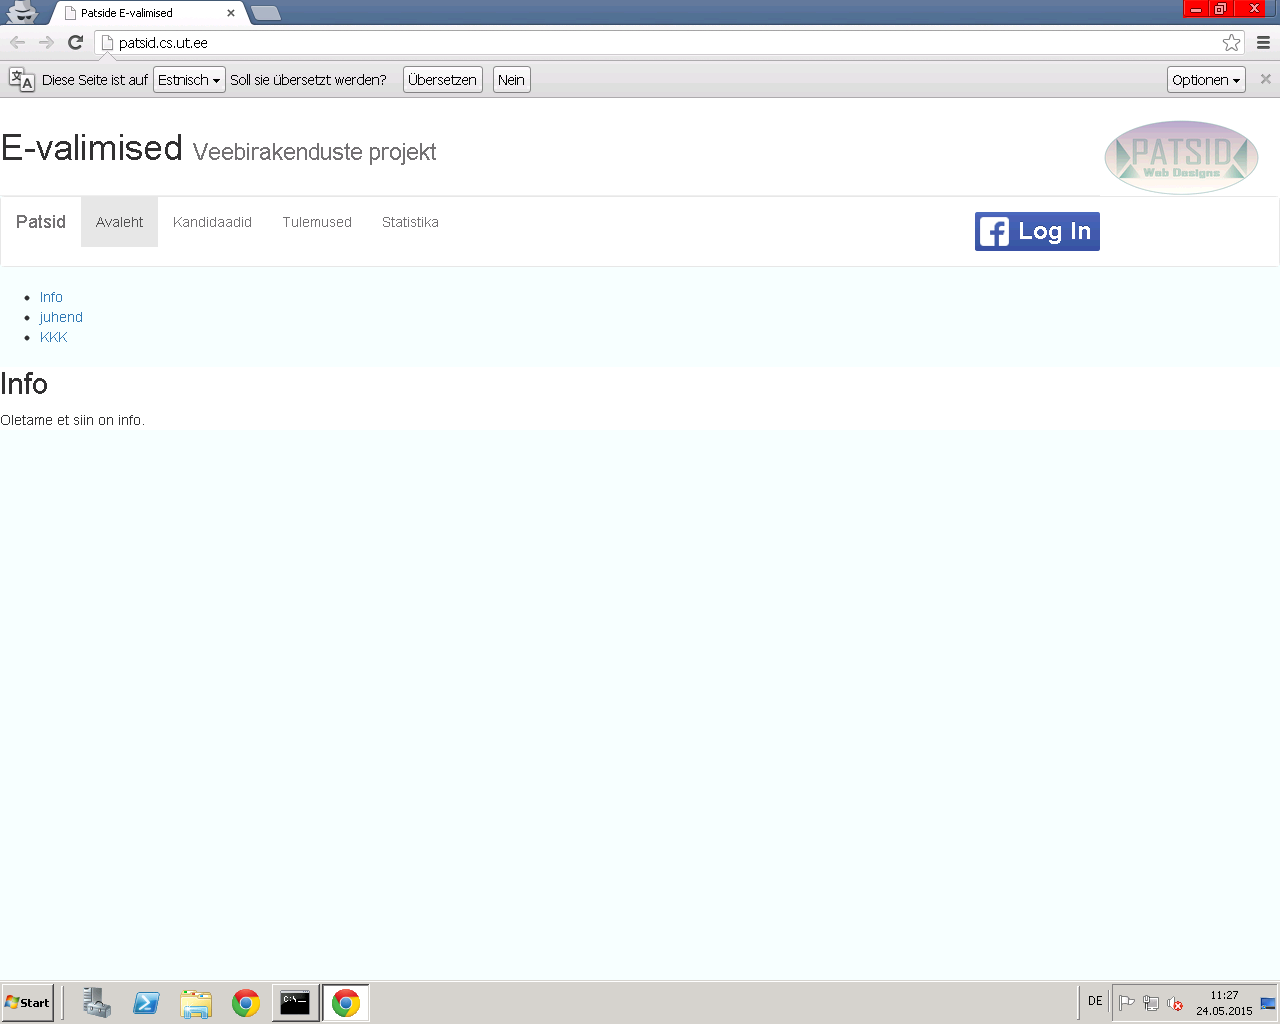 Patside E-valimised
patsid.cs.ut.ee
Diese Seite ist auf Estnisch Soll sie übersetzt werden? Übersetzen Nein Optionen
E-valimised Veebirakenduste projekt
PATSID
Web Designs
Patsid Avaleht Kandidaadid Tulemused Statistika Log In
Info
juhend
KKK
Info
Oletame et siin on info.
Start
C:\_
DE
11:27
24.05.2015